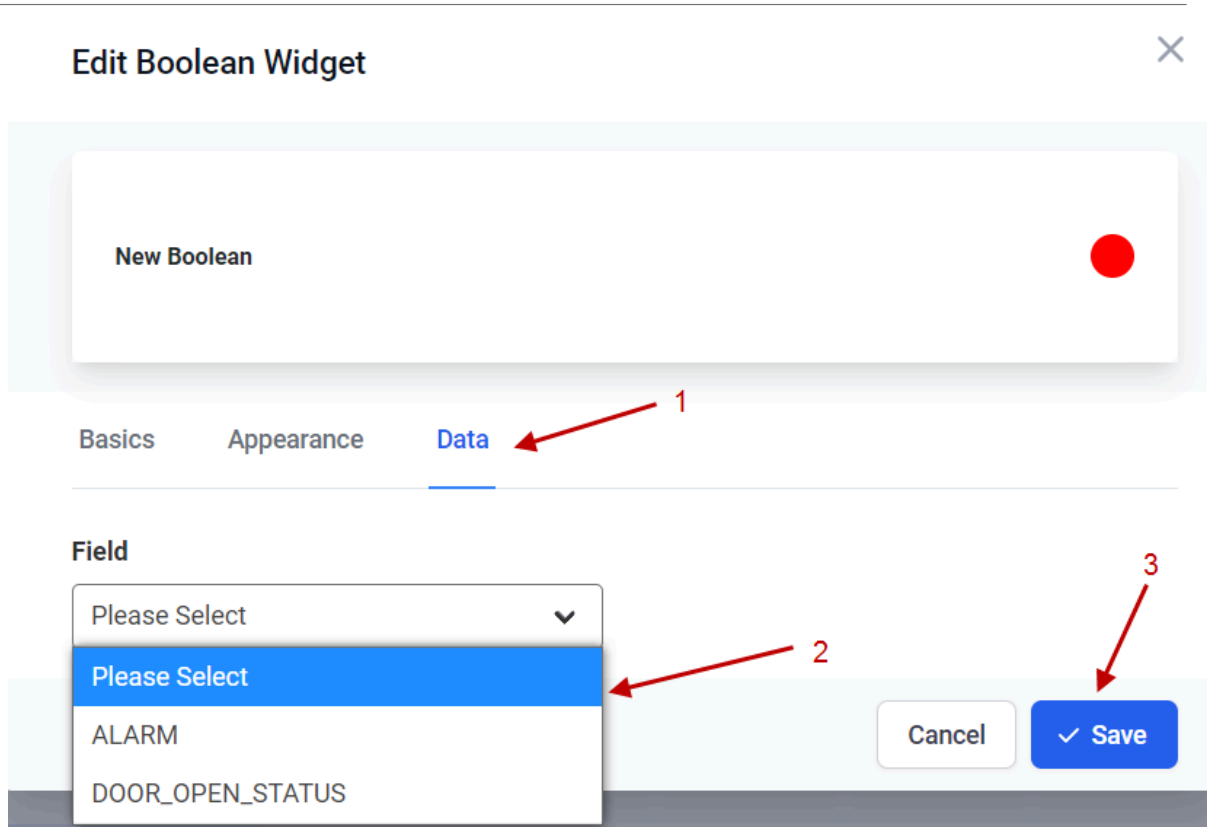 Edit Boolean Widget
New Boolean
1
Basics Appearance Data
Field
3
Please Select
2
Please Select
ALARM
Cancel Save
DOOR_OPEN_STATUS